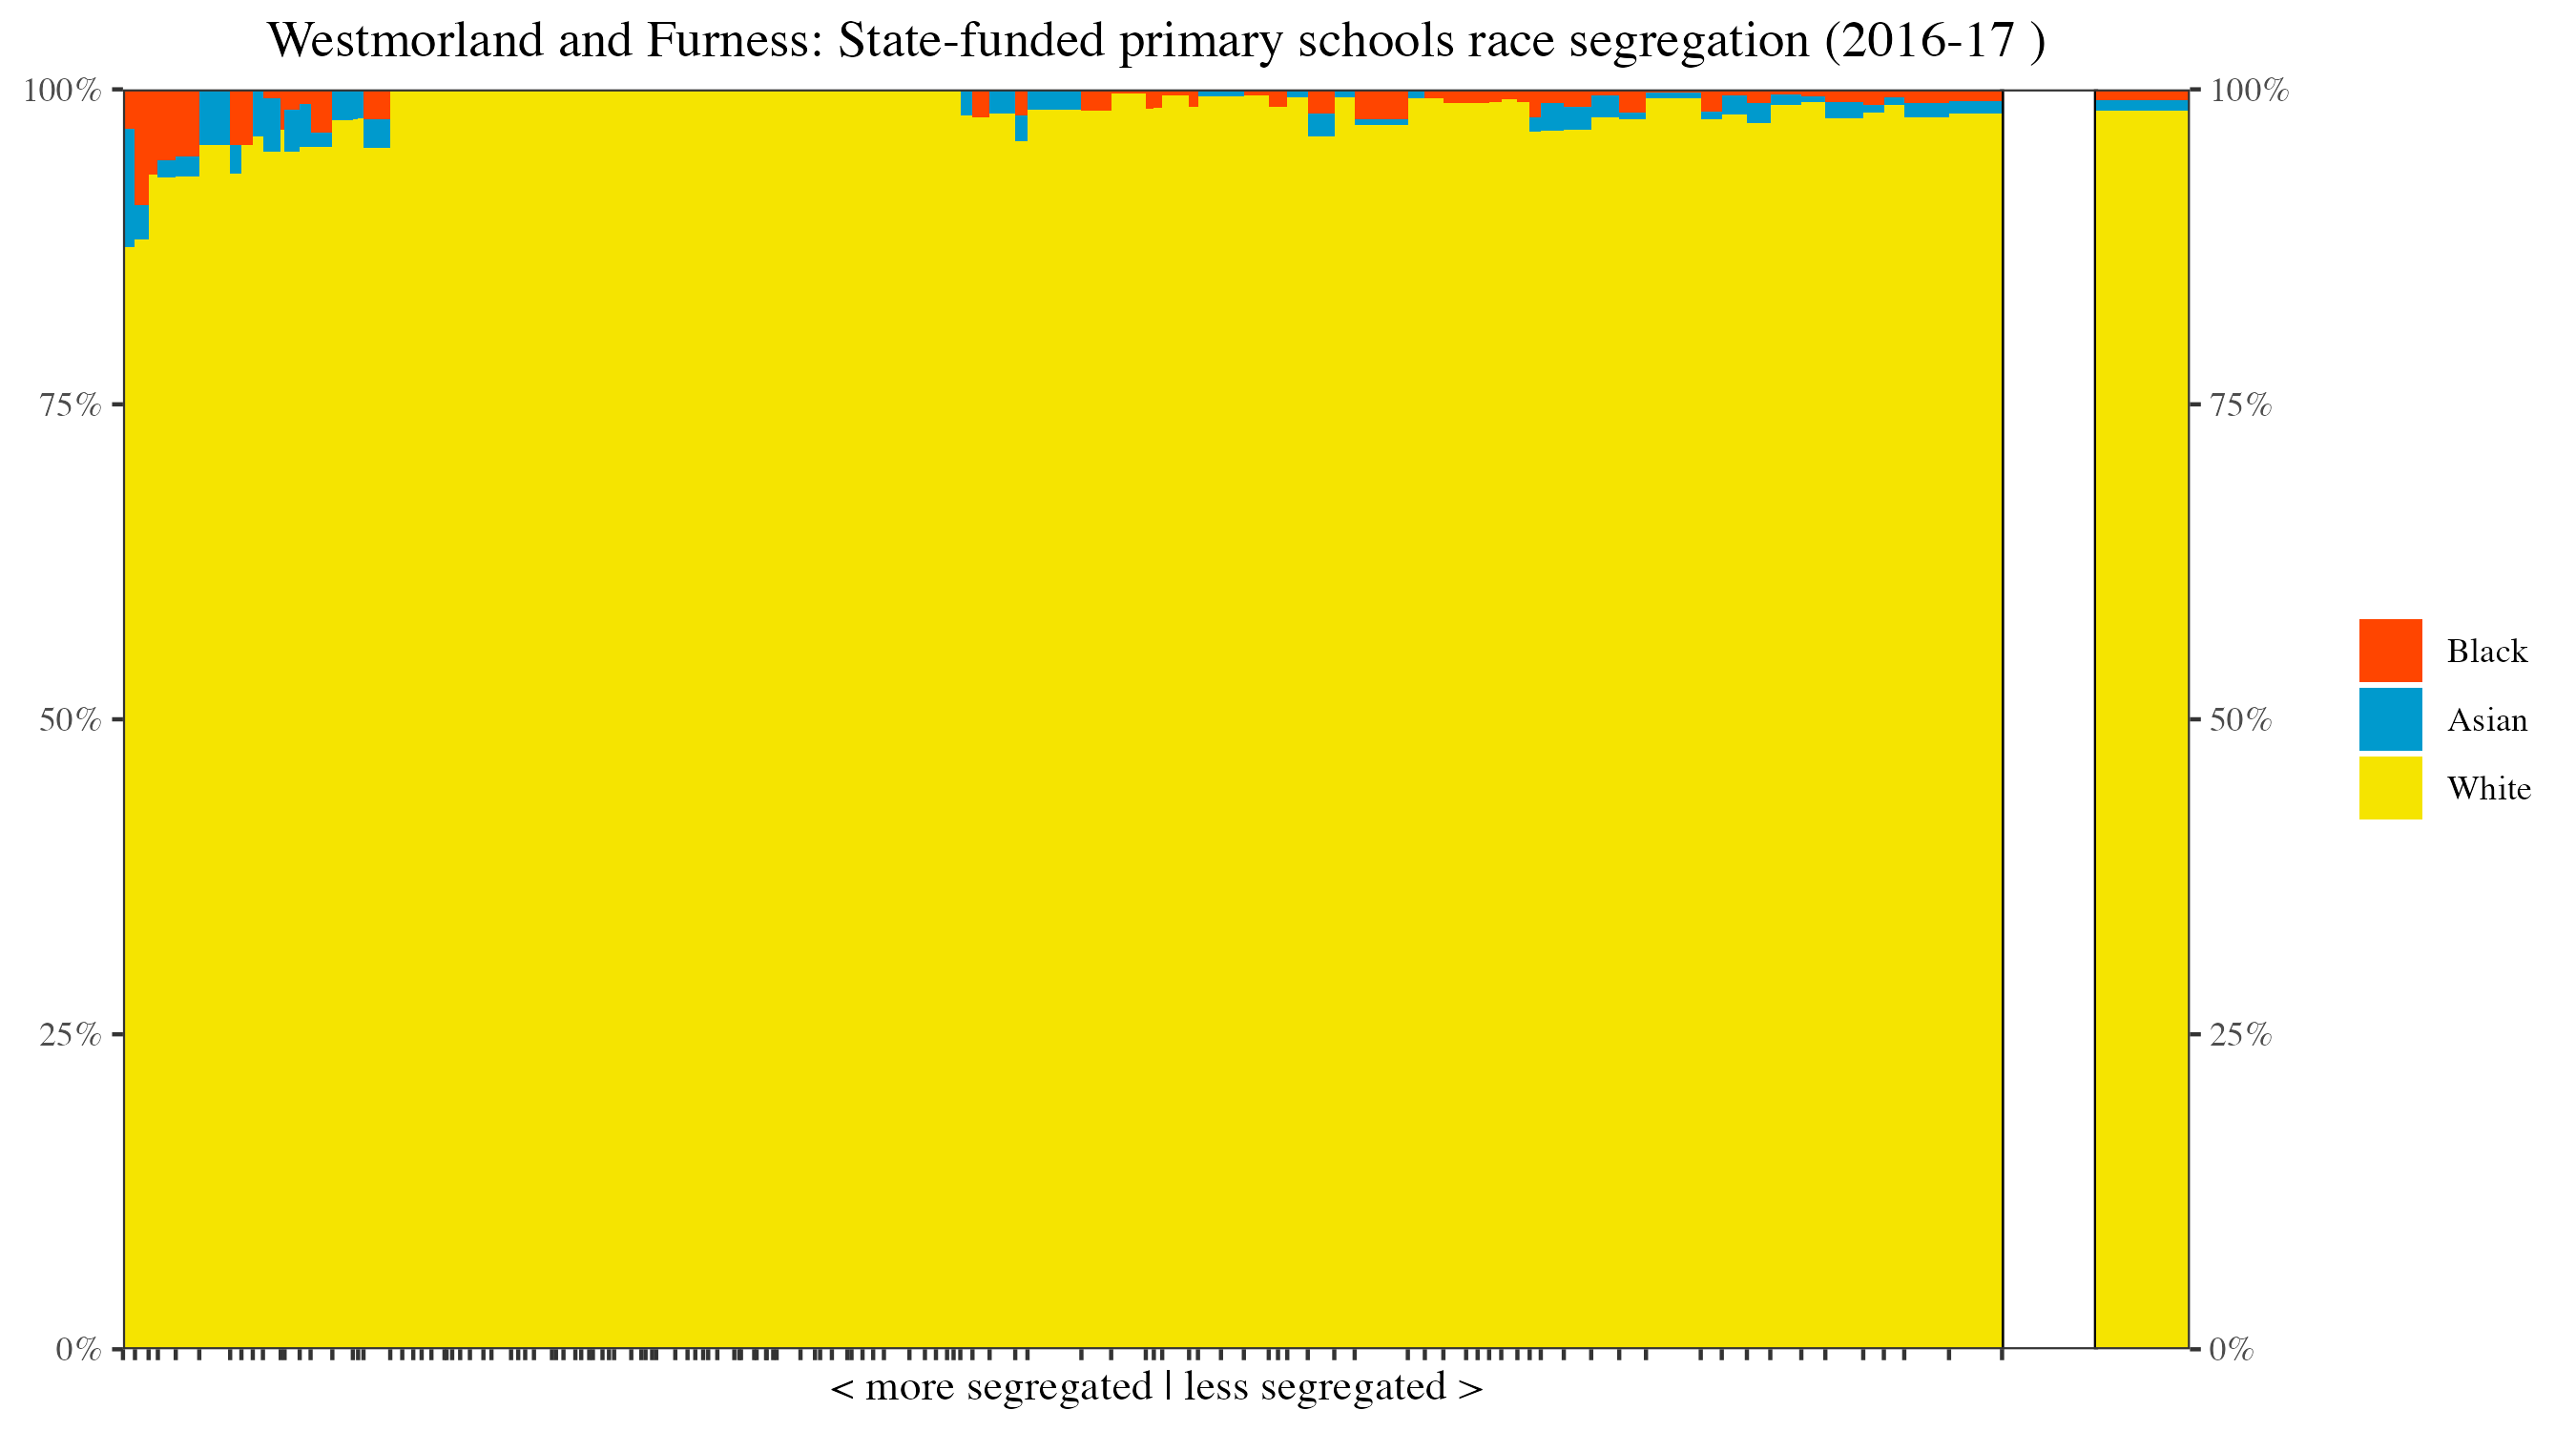 Westmorland and Furness: State-funded primary schools race segregation (2016-17 )
100%
75%
50%
25%
0%
100%
75%
50%
25%
0%
Black
Asian
White
< more segregated | less segregated >